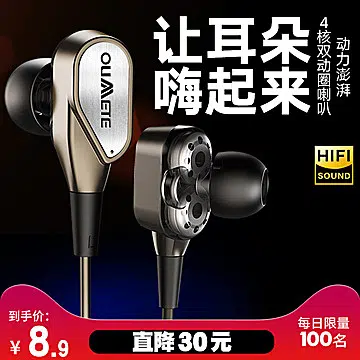 让耳朵
嗨起来
动力澎湃
4核双动圈喇叭
OUWETE
HIFI
SOUND
到手价:
¥8.9
直降30元
每日限量
100名